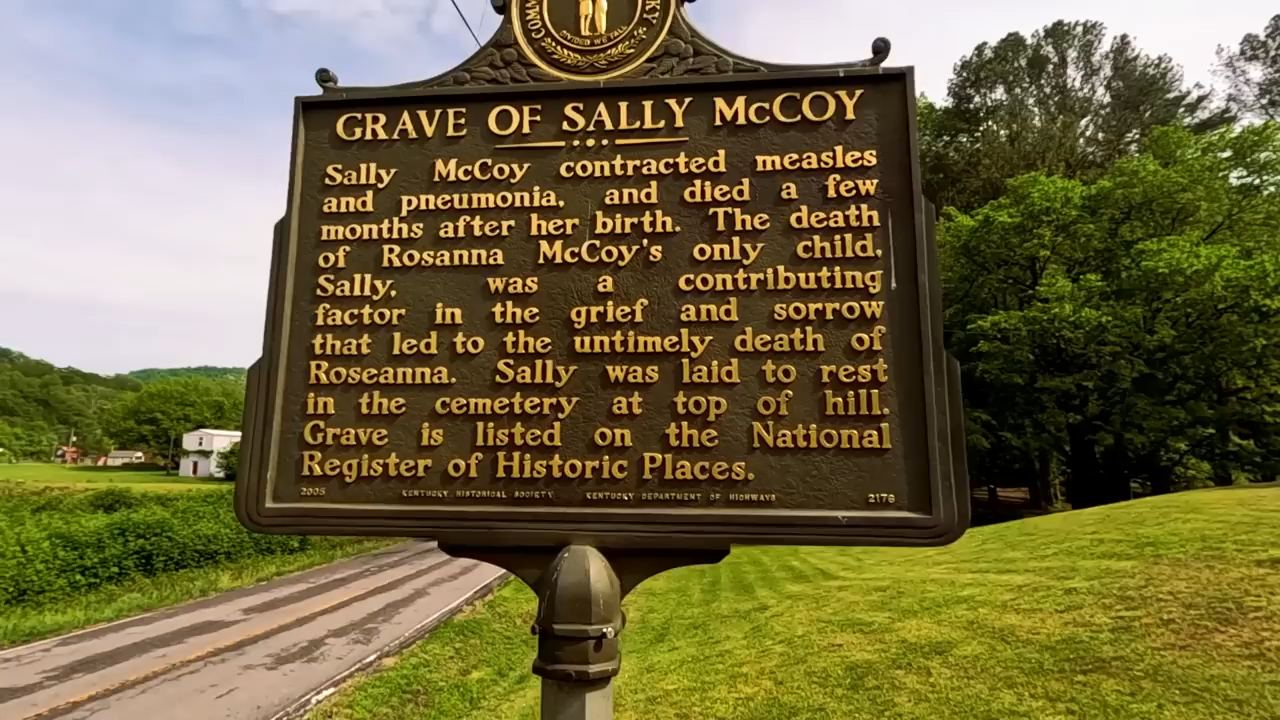 DIVIDED WE FALL
GRAVE OF SALLY McCOY
Sally McCoy contracted measles
and pneumonia, and died a few
months after her birth. The death
of Rosanna McCoy's only child,
Sally, was a contributing
factor in the grief and sorrow
that led to the untimely death of
Roseanna. Sally was laid to rest
in the cemetery at top of hill.
Grave is listed on the National
Register of Historic Places.
2005 KENTUCKY HISTORICAL SOCIETY KENTUCKY DEPARTMENT OF HIGHWAYS 2176